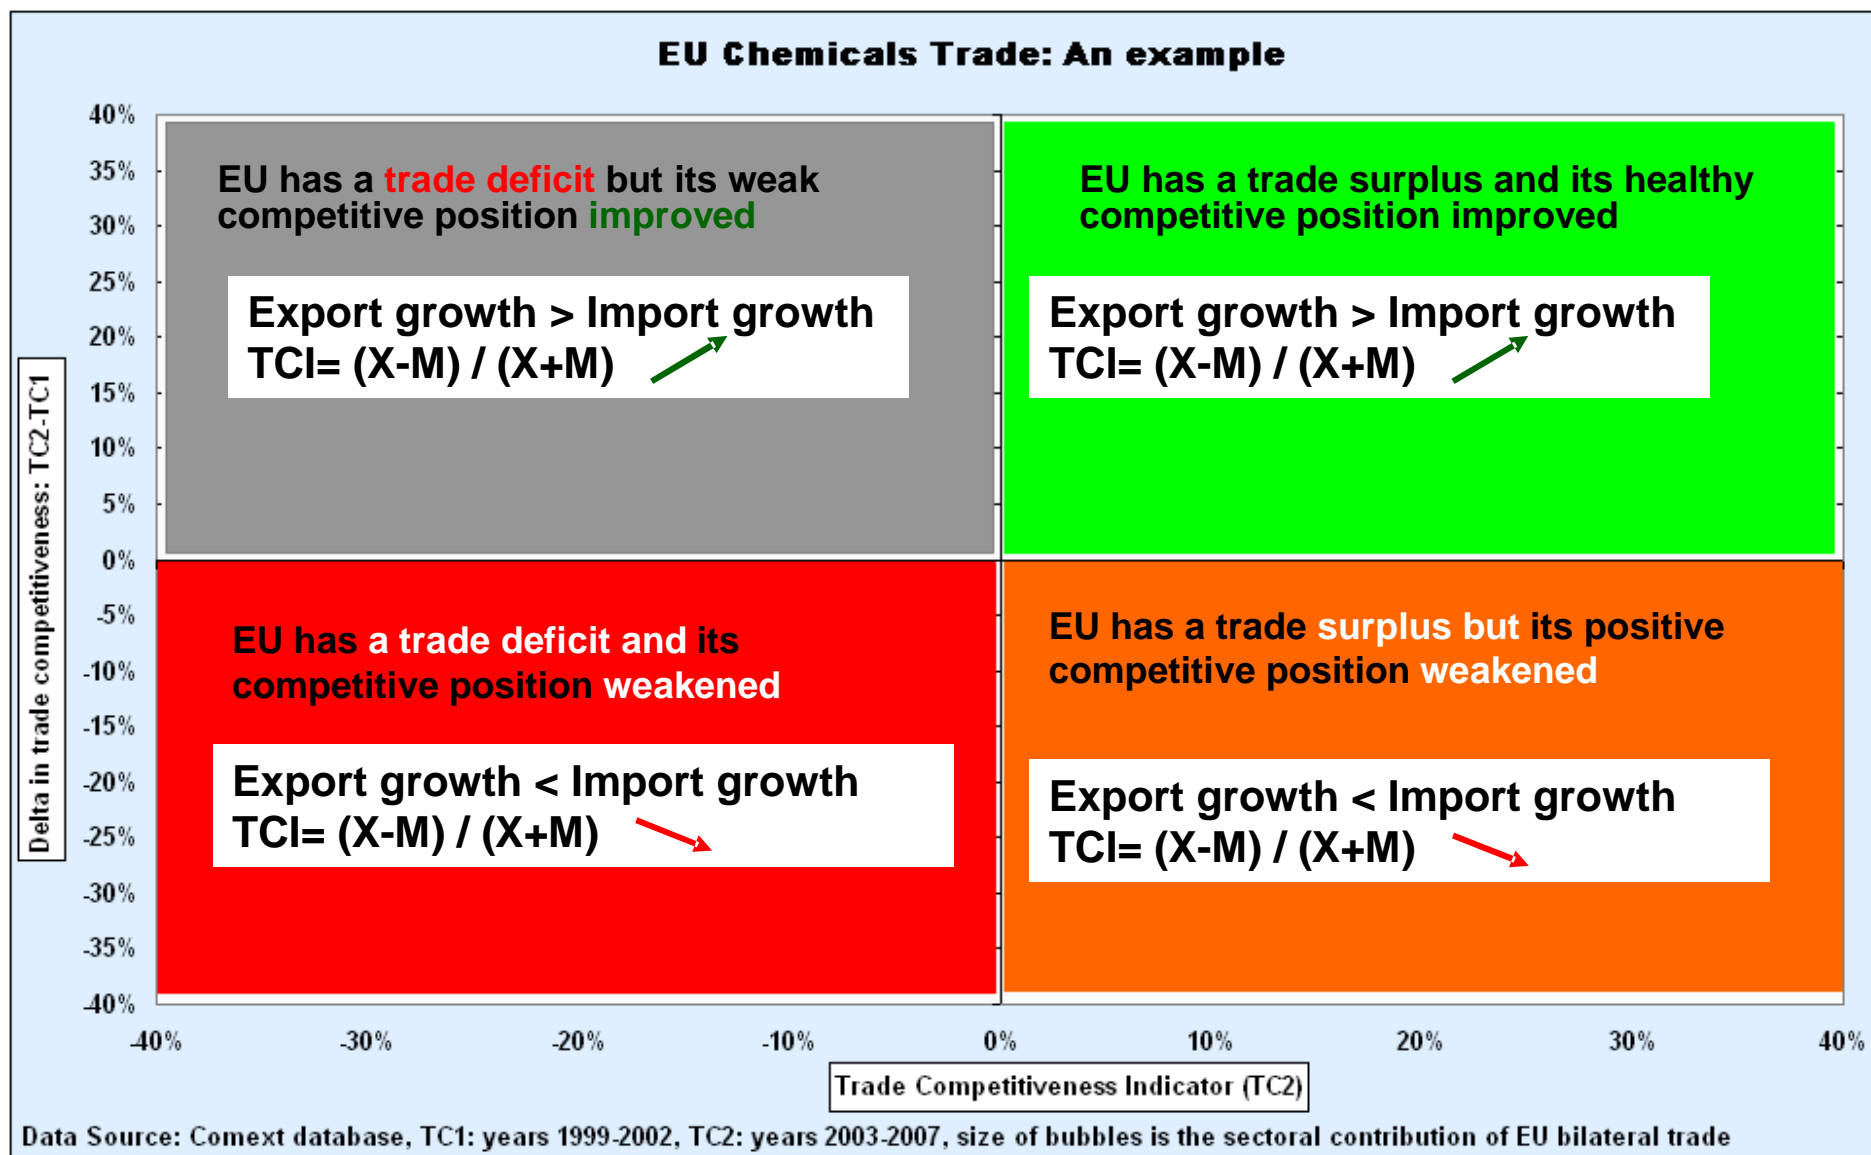 EU Chemicals Trade: An example
40%
35%
30%
25%
20%
15%
10%
5%
0%
-5%
-10%
-15%
-20%
-25%
-30%
-35%
-40%
Delta in trade competitiveness: TC2-TC1
EU has a trade deficit but its weak
competitive position improved
Export growth > Import growth
TCI= (X-M) / (X+M)
EU has a trade surplus and its healthy
competitive position improved
Export growth > Import growth
TCI= (X-M) / (X+M)
EU has a trade deficit and its
competitive position weakened
Export growth < Import growth
TCI= (X-M) / (X+M)
EU has a trade surplus but its positive
competitive position weakened
Export growth < Import growth
TCI= (X-M) / (X+M)
-40% -30% -20% -10% 0% 10% 20% 30% 40%
Trade Competitiveness Indicator (TC2)
Data Source: Comext database, TC1: years 1999-2002, TC2: years 2003-2007, size of bubbles is the sectoral contribution of EU bilateral trade